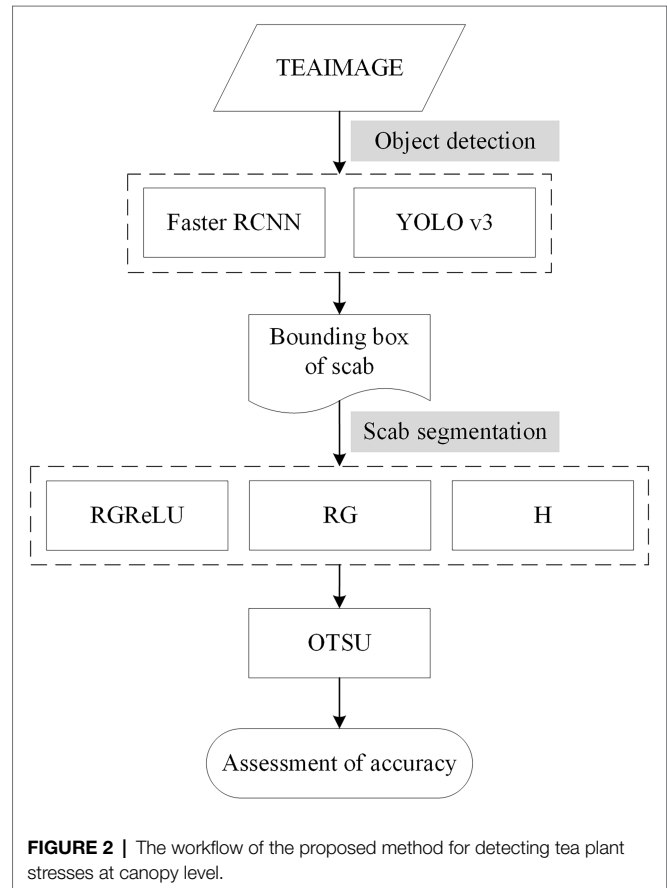 TEAIMAGE
Object detection
Faster RCNN
YOLO v3
Bounding box
of scab
Scab segmentation
RGReLU
RG
H
OTSU
Assessment of accuracy
FIGURE 2 | The workflow of the proposed method for detecting tea plant
stresses at canopy level.